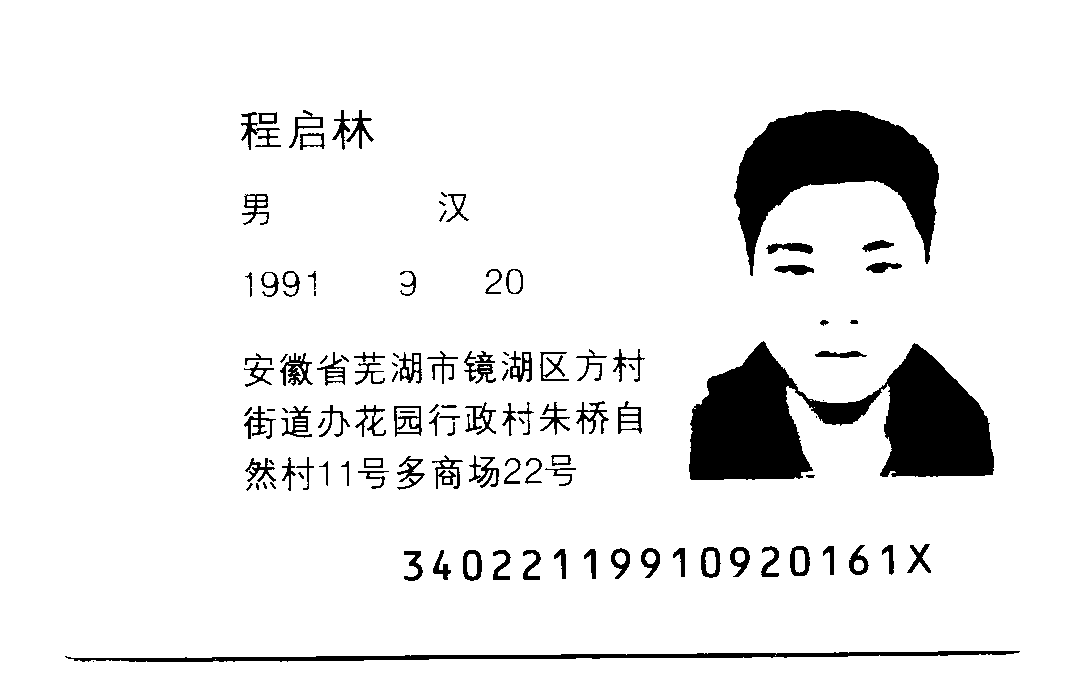 程启林
男 汉
1991 9 20
安徽省芜湖市镜湖区方村
街道办花园行政村朱桥自
然村11号多商场22号
34022119910920161X